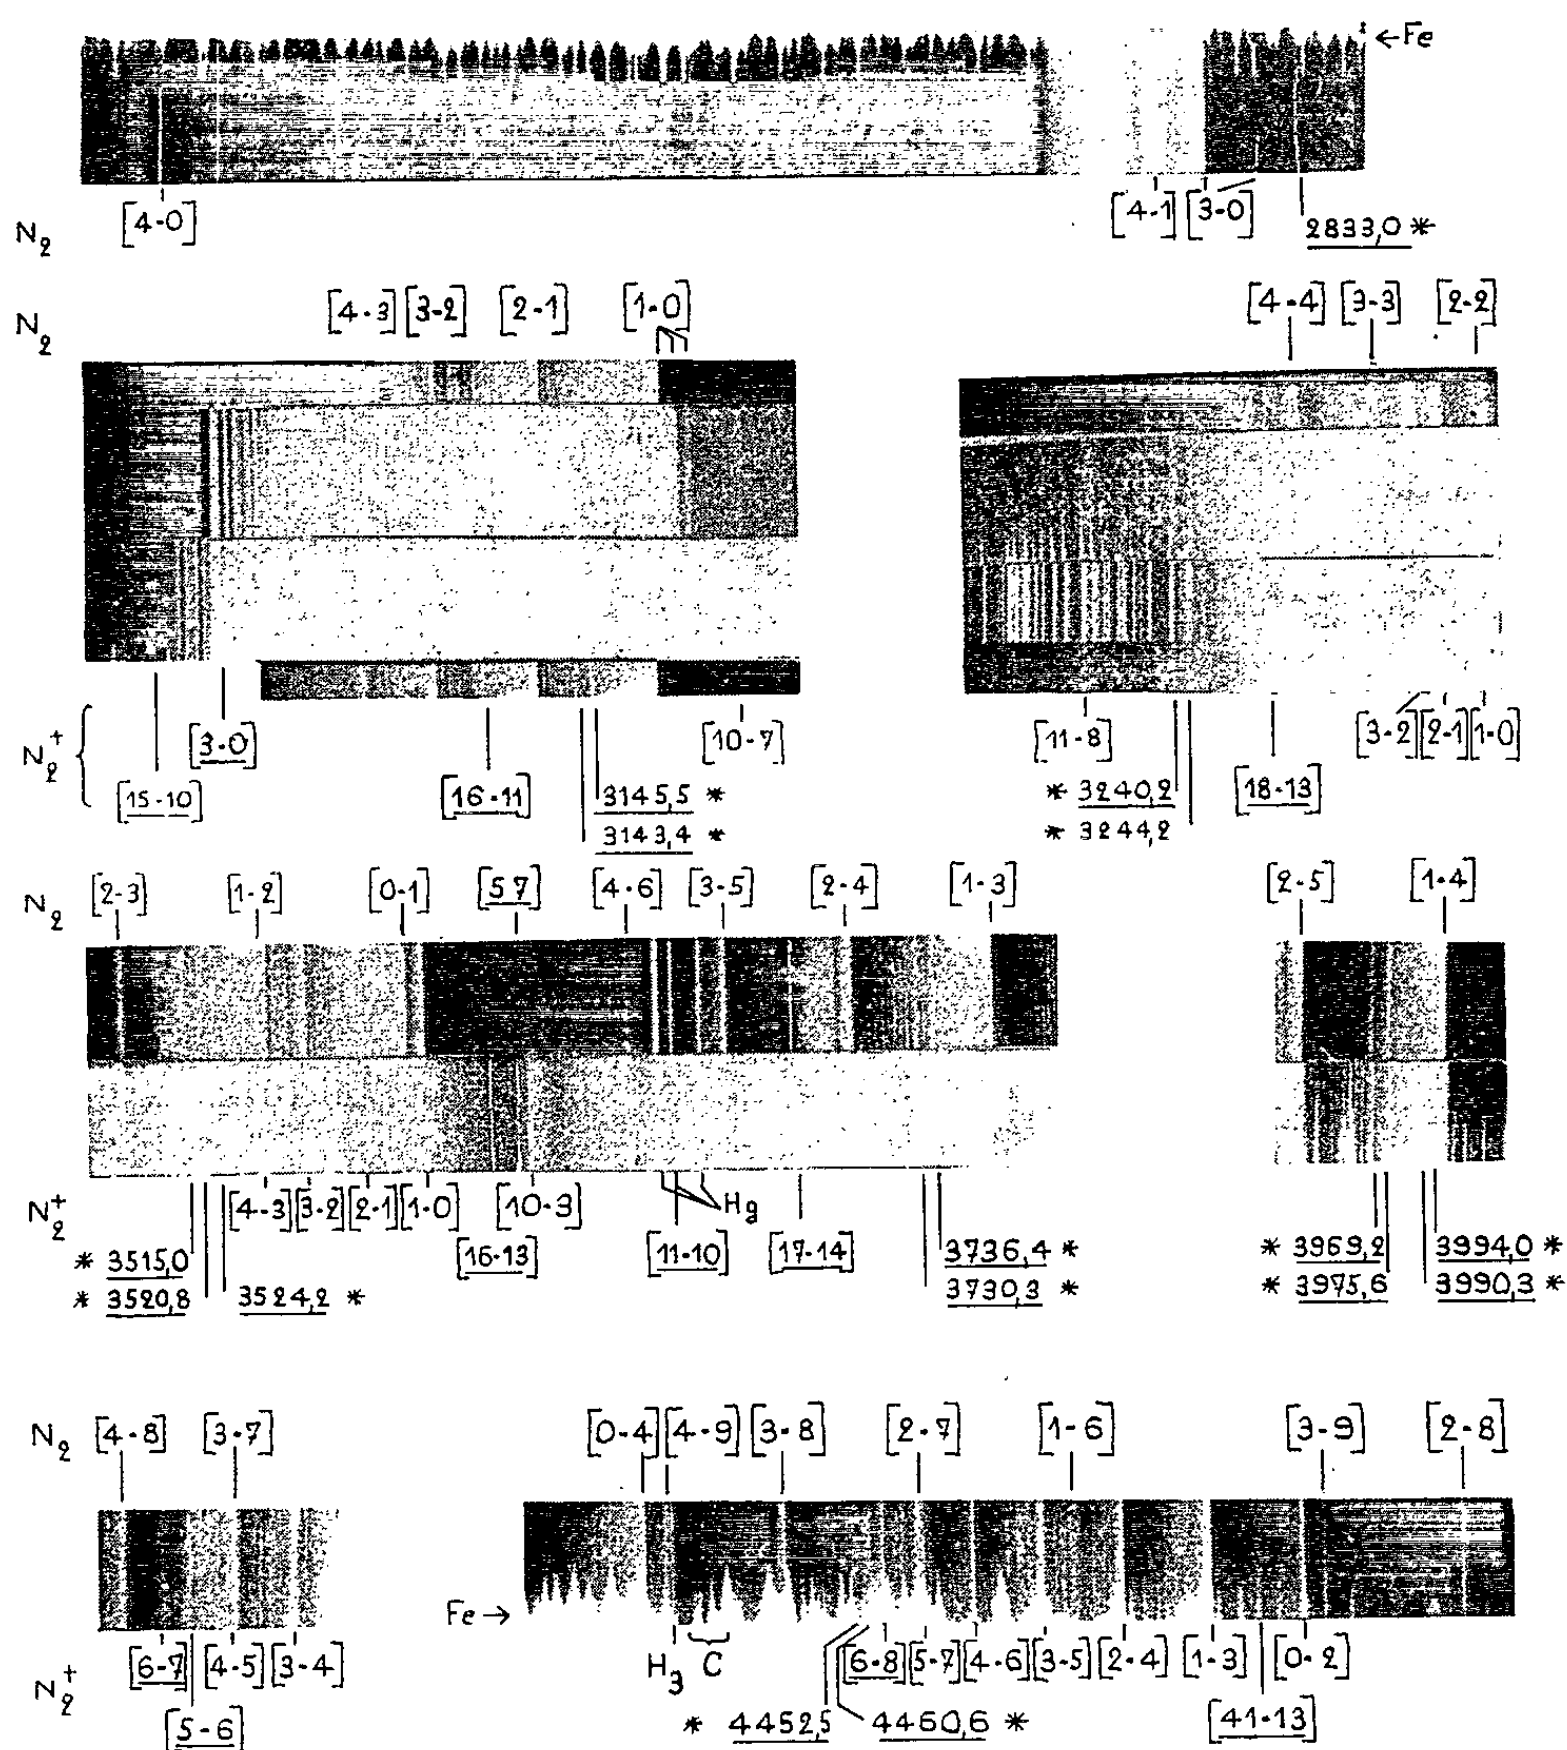 ←Fe
[4-0] [4-1] [3-0]
N2 2833,0 *
N2 [4-3] [3-2] [2-1] [1-0] [4-4] [3-3] [2-2]
N2+ [3-0] [10-7] [11-8] [3-2] [2-1] [1-0]
[15-10] [16-11] 3145,5 * * 3240,2 [18-13]
3143,4 * * 3244,2
N2 [2-3] [1-2] [0-1] [5 7] [4-6] [3-5] [2-4] [1-3] [2-5] [1-4]
N2+ [4-3] [3-2] [2-1] [1-0] [10-3] Hg
* 3515,0 [16-13] [11-10] [17-14] 3736,4 * * 3969,2 3994,0 *
* 3520,8 3524,2 * 3730,3 * * 3975,6 3990,3 *
N2 [4-8] [3-7] [0-4] [4-9] [3-8] [2-7] [1-6] [3-9] [2-8]
Fe →
N2+ [6-7] [4-5] [3-4] H3 C [6-8] [5-7] [4-6] [3-5] [2-4] [1-3] [0-2]
[5-6] * 4452,5 4460,6 * [41-13]